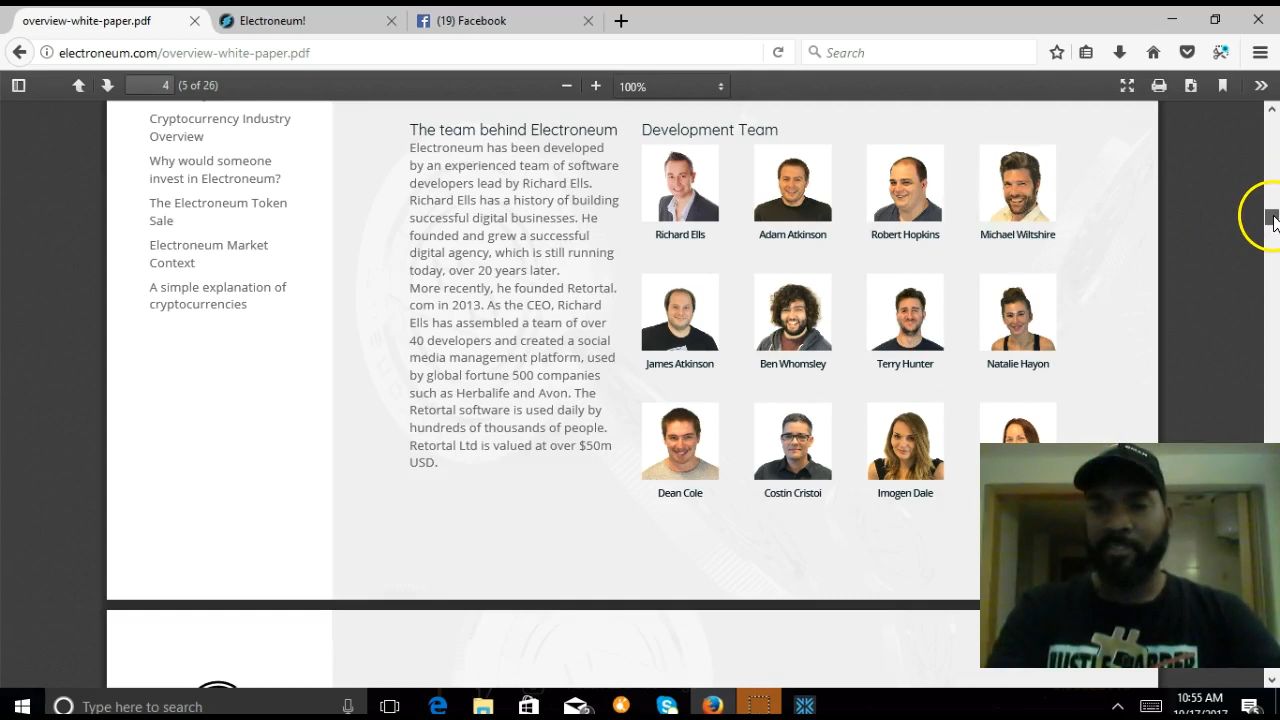 overview-white-paper.pdf
Electroneum!
(19) Facebook
electroneum.com/overview-white-paper.pdf
Search
4
(5 of 26)
100%
Cryptocurrency Industry
Overview
Why would someone
invest in Electroneum?
The Electroneum Token
Sale
Electroneum Market
Context
A simple explanation of
cryptocurrencies
The team behind Electroneum
Electroneum has been developed
by an experienced team of software
developers lead by Richard Ells.
Richard Ells has a history of building
successful digital businesses. He
founded and grew a successful
digital agency, which is still running
today, over 20 years later.
More recently, he founded Retortal.
com in 2013. As the CEO, Richard
Ells has assembled a team of over
40 developers and created a social
media management platform, used
by global fortune 500 companies
such as Herbalife and Avon. The
Retortal software is used daily by
hundreds of thousands of people.
Retortal Ltd is valued at over $50m
USD.
Development Team
Richard Ells
Adam Atkinson
Robert Hopkins
Michael Wiltshire
James Atkinson
Ben Whomsley
Terry Hunter
Natalie Hayon
Dean Cole
Costin Cristoi
Imogen Dale
Type here to search
10:55 AM
10/17/2017